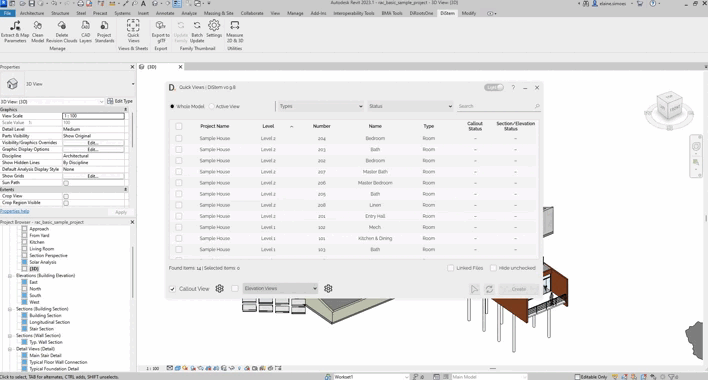 Autodesk Revit 2023.1 - rac_basic_sample_project - 3D View: {3D}
File Architecture Structure Steel Precast Systems Insert Annotate Analyze Massing & Site Collaborate View Manage Add-Ins Interoperability Tools BIMA Tools DiRootsOne DiStem Modify
Extract & Map Parameters
Clean Model
Delete Revision Clouds
CAD Layers
Project Standards
Quick Views
Export to glTF
Update Family
Batch Update
Settings
Measure 2D & 3D
Manage Views & Sheets Export Family Thumbnail Utilities
Properties
3D View
3D View: {3D} Edit Type
Graphics
View Scale 1 : 100
Scale Value 1: 100
Detail Level Medium
Parts Visibility Show Original
Visibility/Graphics Overrides Edit...
Graphic Display Options Edit...
Discipline Architectural
Show Hidden Lines By Discipline
Default Analysis Display Style None
Show Grids Edit...
Sun Path
Extents
Crop View
Crop Region Visible
Properties help Apply
Project Browser - rac_basic_sample_project
Approach
From Yard
Kitchen
Living Room
Section Perspective
Solar Analysis
{3D}
Elevations (Building Elevation)
East
North
South
West
Sections (Building Section)
Building Section
Longitudinal Section
Stair Section
Sections (Wall Section)
Typ. Wall Section
Detail Views (Detail)
Main Stair Detail
Typical Floor Wall Connection
Typical Foundation Detail
{3D}
Quick Views | DiStem v0.9.8
Light
Whole Model Active View Types Status Search
Project Name Level Number Name Type Callout Status Section/Elevation Status
Sample House Level 2 204 Bedroom Room - -
Sample House Level 2 203 Bath Room - -
Sample House Level 2 202 Bedroom Room - -
Sample House Level 2 207 Master Bath Room - -
Sample House Level 2 206 Master Bedroom Room - -
Sample House Level 2 205 Bath Room - -
Sample House Level 2 208 Linen Room - -
Sample House Level 2 201 Entry Hall Room - -
Sample House Level 1 102 Mech Room - -
Sample House Level 1 101 Kitchen & Dining Room - -
Sample House Level 1 103 Bath Room - -
Found items: 14 | Selected items: 0
Linked Files Hide unchecked
Callout View Elevation Views Create
1 : 100
Click to select, TAB for alternates, CTRL adds, SHIFT unselects. Workset1 Main Model Editable Only